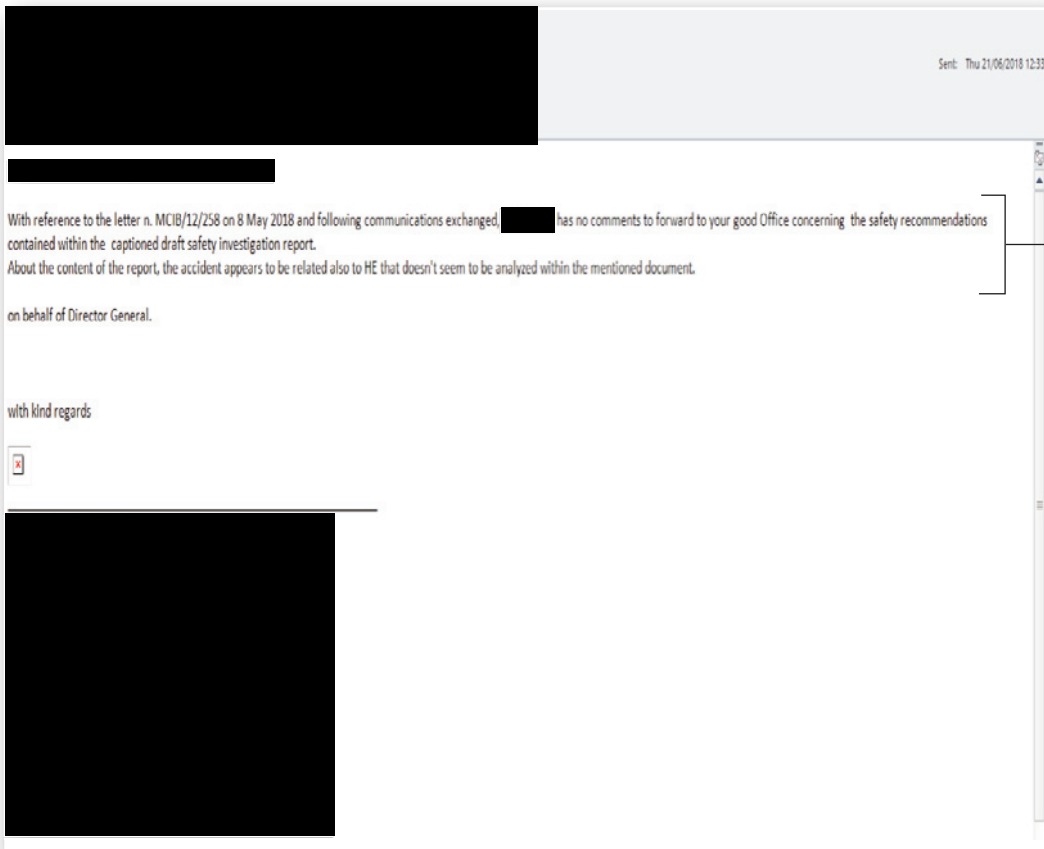 Sent: Thu 21/06/2018 12:33
With reference to the letter n. MCIB/12/258 on 8 May 2018 and following communications exchanged, has no comments to forward to your good Office concerning the safety recommendations
contained within the captioned draft safety investigation report.
About the content of the report, the accident appears to be related also to HE that doesn't seem to be analyzed within the mentioned document.
on behalf of Director General.
with kind regards